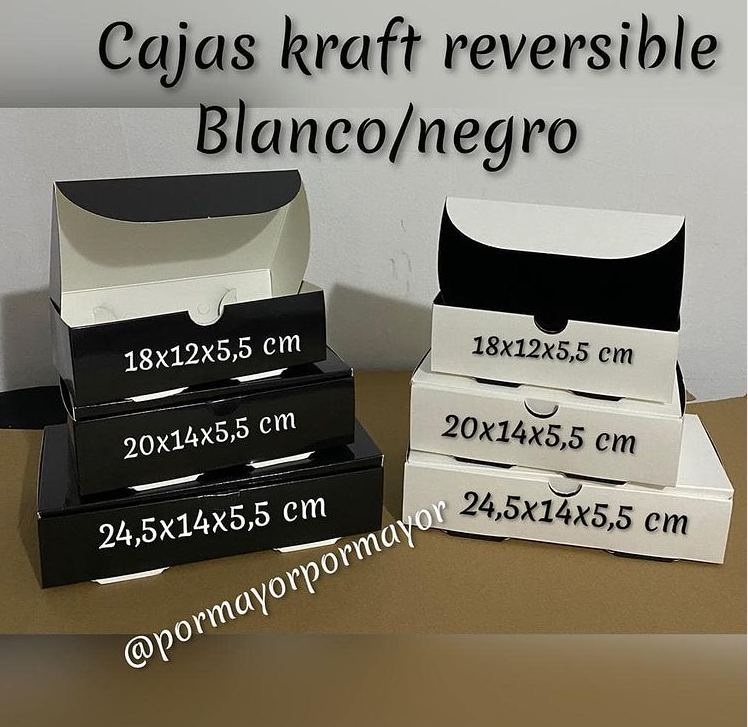 Cajas kraft reversible
Blanco/negro
18x12x5,5 cm
20x14x5,5 cm
24,5x14x5,5 cm
18x12x5,5 cm
20x14x5,5 cm
24,5x14x5,5 cm
@pormayorpormayor